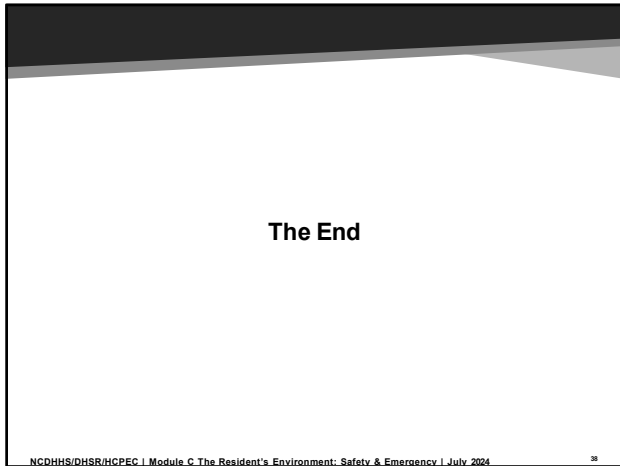 The End
NCDHHS/DHSR/HCPEC | Module C The Resident's Environment: Safety & Emergency | July 2024 38